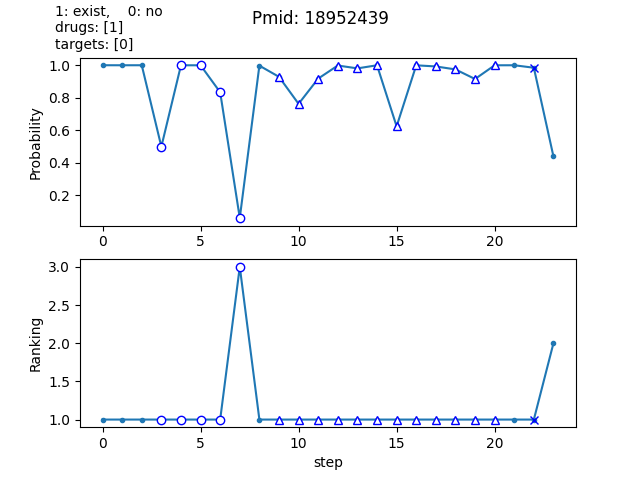 1: exist,    0: no
drugs: [1]
targets: [0]
Pmid: 18952439
1.0
0.8
0.6
0.4
0.2
Probability
0 5 10 15 20
3.0
2.5
2.0
1.5
1.0
Ranking
0 5 10 15 20
step